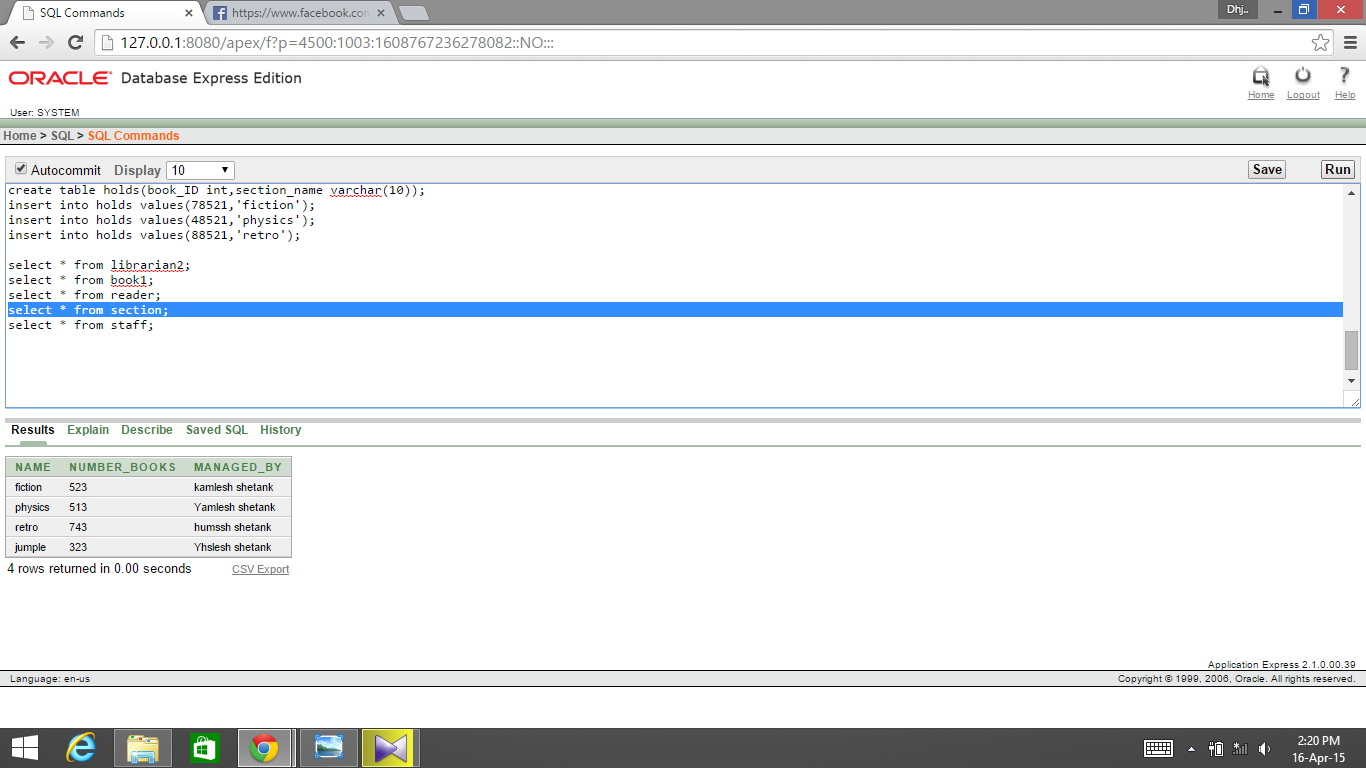 SQL Commands
https://www.facebook.con
Dhj..
127.0.0.1:8080/apex/f?p=4500:1003:1608767236278082::NO:::
ORACLE Database Express Edition
Home Logout Help
User: SYSTEM
Home > SQL > SQL Commands
Autocommit Display 10
Save Run
create table holds(book_ID int,section_name varchar(10));
insert into holds values(78521,'fiction');
insert into holds values(48521,'physics');
insert into holds values(88521,'retro');
select * from librarian2;
select * from book1;
select * from reader;
select * from section;
select * from staff;
Results Explain Describe Saved SQL History
NAME NUMBER_BOOKS MANAGED_BY
fiction 523 kamlesh shetank
physics 513 Yamlesh shetank
retro 743 humssh shetank
jumple 323 Yhslesh shetank
4 rows returned in 0.00 seconds CSV Export
Application Express 2.1.0.00.39
Language: en-us Copyright © 1999, 2006, Oracle. All rights reserved.
2:20 PM
16-Apr-15